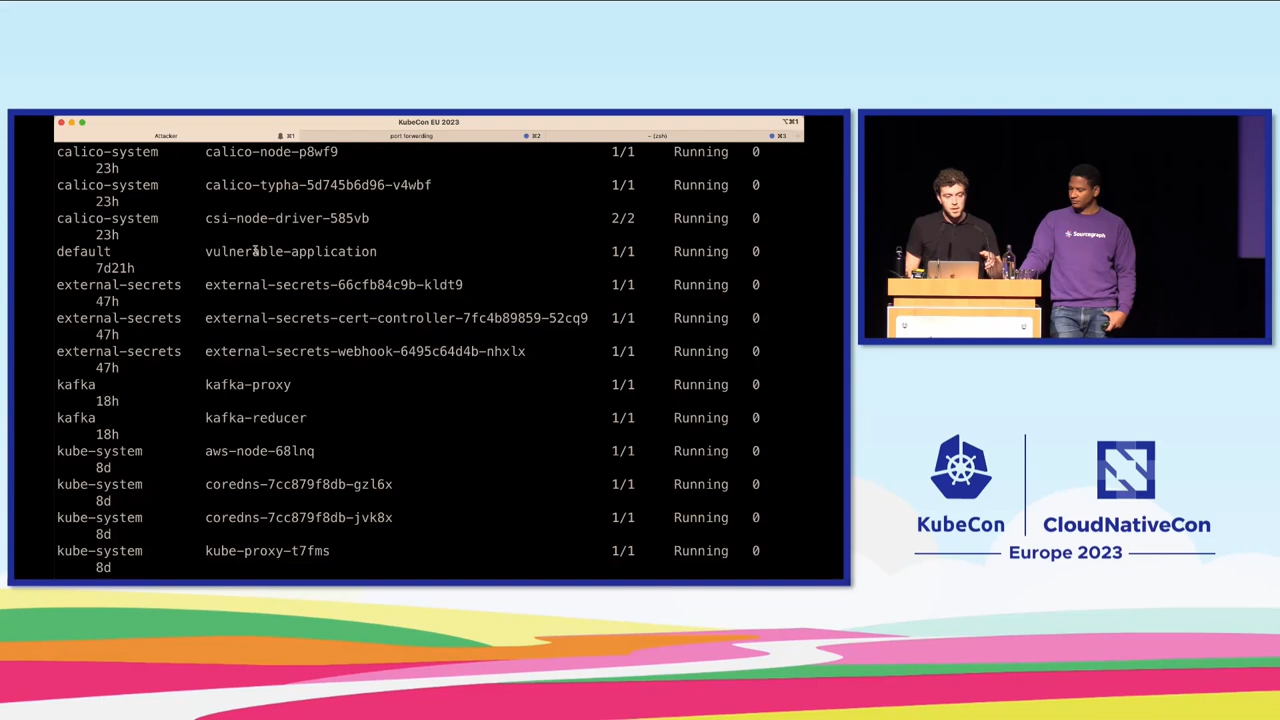 KubeCon EU 2023
⌥⌘1
Attacker ⌘1 port forwarding ⌘2 ~ (zsh) ⌘3
calico-system calico-node-p8wf9 1/1 Running 0
23h
calico-system calico-typha-5d745b6d96-v4wbf 1/1 Running 0
23h
calico-system csi-node-driver-585vb 2/2 Running 0
23h
default vulnerable-application 1/1 Running 0
7d21h
external-secrets external-secrets-66cfb84c9b-kldt9 1/1 Running 0
47h
external-secrets external-secrets-cert-controller-7fc4b89859-52cq9 1/1 Running 0
47h
external-secrets external-secrets-webhook-6495c64d4b-nhxlx 1/1 Running 0
47h
kafka kafka-proxy 1/1 Running 0
18h
kafka kafka-reducer 1/1 Running 0
18h
kube-system aws-node-68lnq 1/1 Running 0
8d
kube-system coredns-7cc879f8db-gzl6x 1/1 Running 0
8d
kube-system coredns-7cc879f8db-jvk8x 1/1 Running 0
8d
kube-system kube-proxy-t7fms 1/1 Running 0
8d
Sourcegraph
KubeCon
CloudNativeCon
Europe 2023